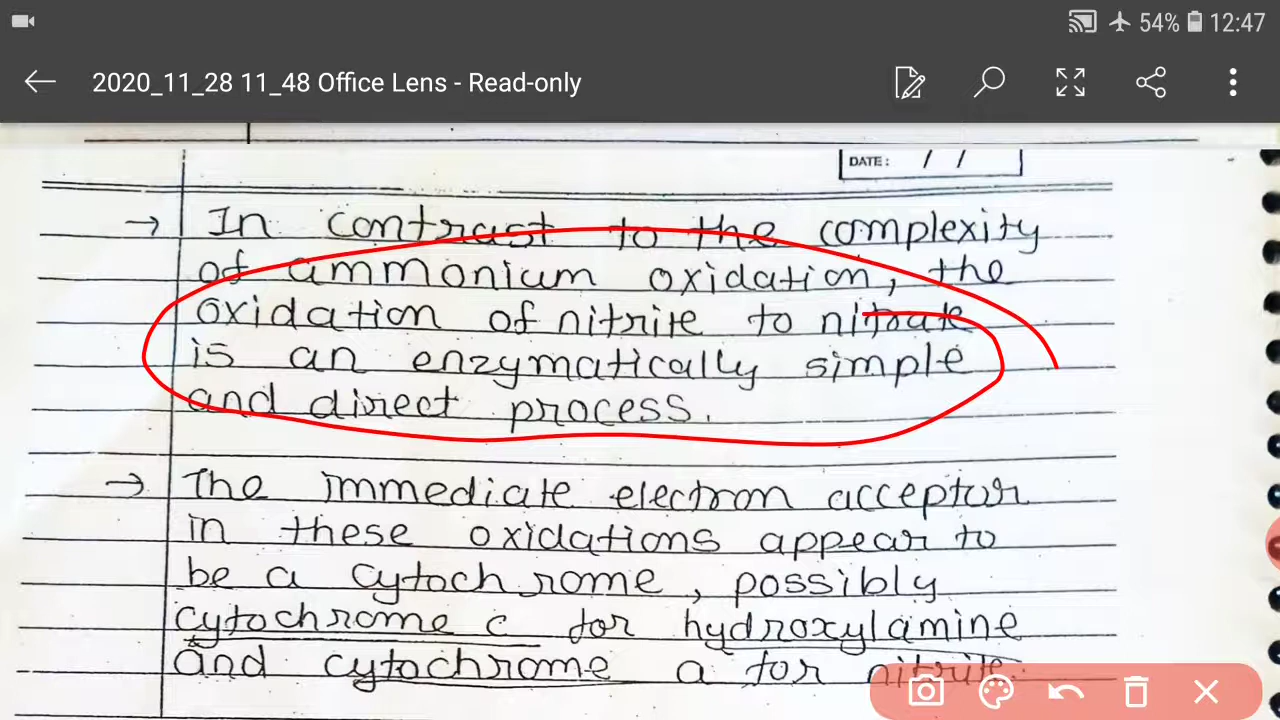 54% 12:47
2020_11_28 11_48 Office Lens - Read-only
DATE: / /
→ In contrast to the complexity
of ammonium oxidation, the
oxidation of nitrite to nitrate
is an enzymatically simple
and direct process.
→ The immediate electron acceptor
in these oxidations appear to
be a cytochrome, possibly
cytochrome c for hydroxylamine
and cytochrome a for nitrite.